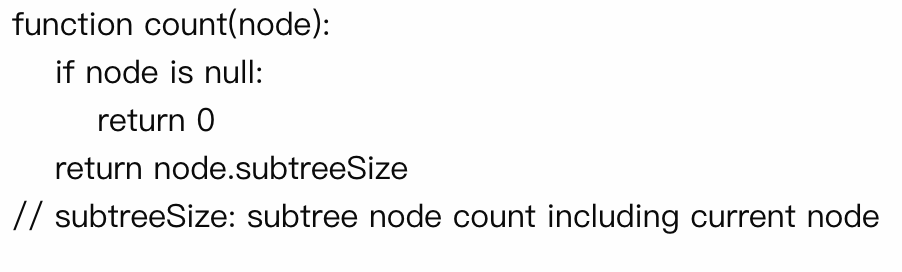 function count(node):
    if node is null:
        return 0
    return node.subtreeSize
// subtreeSize: subtree node count including current node